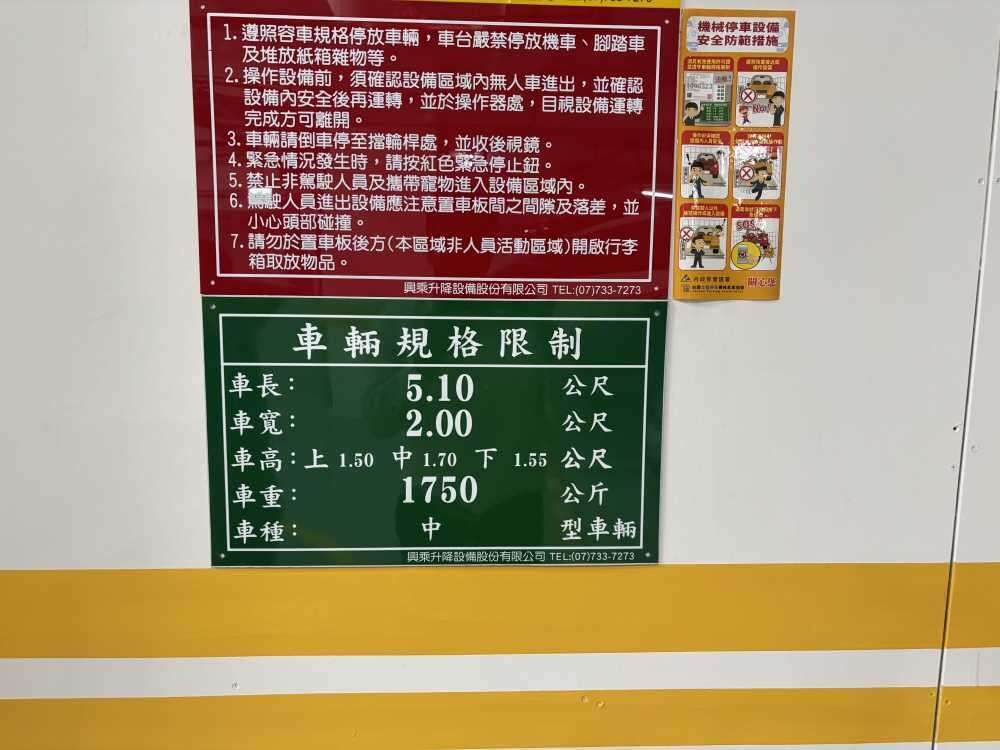 1. 遵照容車規格停放車輛，車台嚴禁停放機車、腳踏車
及堆放紙箱雜物等。
2. 操作設備前，須確認設備區域內無人車進出，並確認
設備內安全後再運轉，並於操作器處，目視設備運轉
完成方可離開。
3. 車輛請倒車停至擋輪桿處，並收後視鏡。
4. 緊急情況發生時，請按紅色緊急停止鈕。
5. 禁止非駕駛人員及攜帶寵物進入設備區域內。
6. 駕駛人員進出設備應注意置車板間之間隙及落差，並
小心頭部碰撞。
7. 請勿於置車板後方(本區域非人員活動區域)開啟行李
箱取放物品。
興乘升降設備股份有限公司 TEL:(07)733-7273
機械停車設備
安全防範措施
車輛規格限制
車長： 5.10 公尺
車寬： 2.00 公尺
車高：上 1.50 中 1.70 下 1.55 公尺
車重： 1750 公斤
車種： 中 型車輛
興乘升降設備股份有限公司 TEL:(07)733-7273